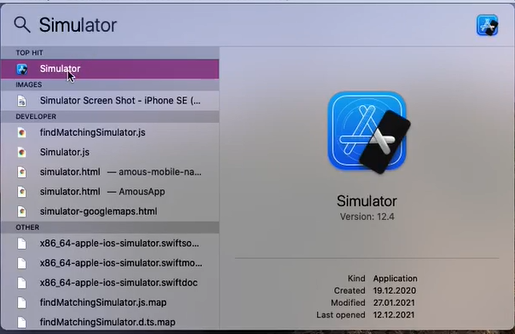 Simulator
TOP HIT
Simulator
IMAGES
Simulator Screen Shot - iPhone SE (...
DEVELOPER
findMatchingSimulator.js
Simulator.js
simulator.html — amous-mobile-na...
simulator.html — AmousApp
simulator-googlemaps.html
OTHER
x86_64-apple-ios-simulator.swiftso...
x86_64-apple-ios-simulator.swiftmo...
x86_64-apple-ios-simulator.swiftdoc
findMatchingSimulator.js.map
findMatchingSimulator.d.ts.map
Simulator
Version: 12.4
Kind Application
Created 19.12.2020
Modified 27.01.2021
Last opened 12.12.2021